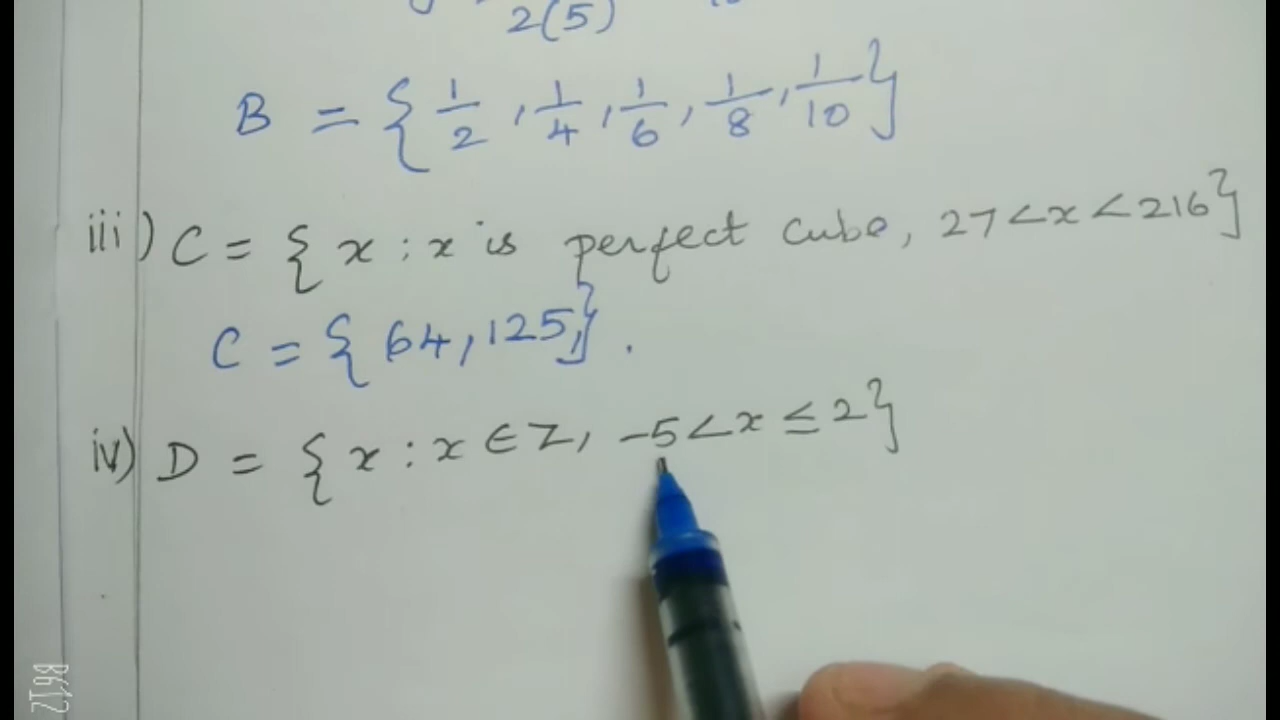 2(5)
B = { 1/2 , 1/4 , 1/6 , 1/8 , 1/10 }
iii) C = { x : x is perfect cube, 27 < x < 216 }
C = { 64, 125, } .
iv) D = { x : x ∈ Z, -5 < x ≤ 2 }
B612